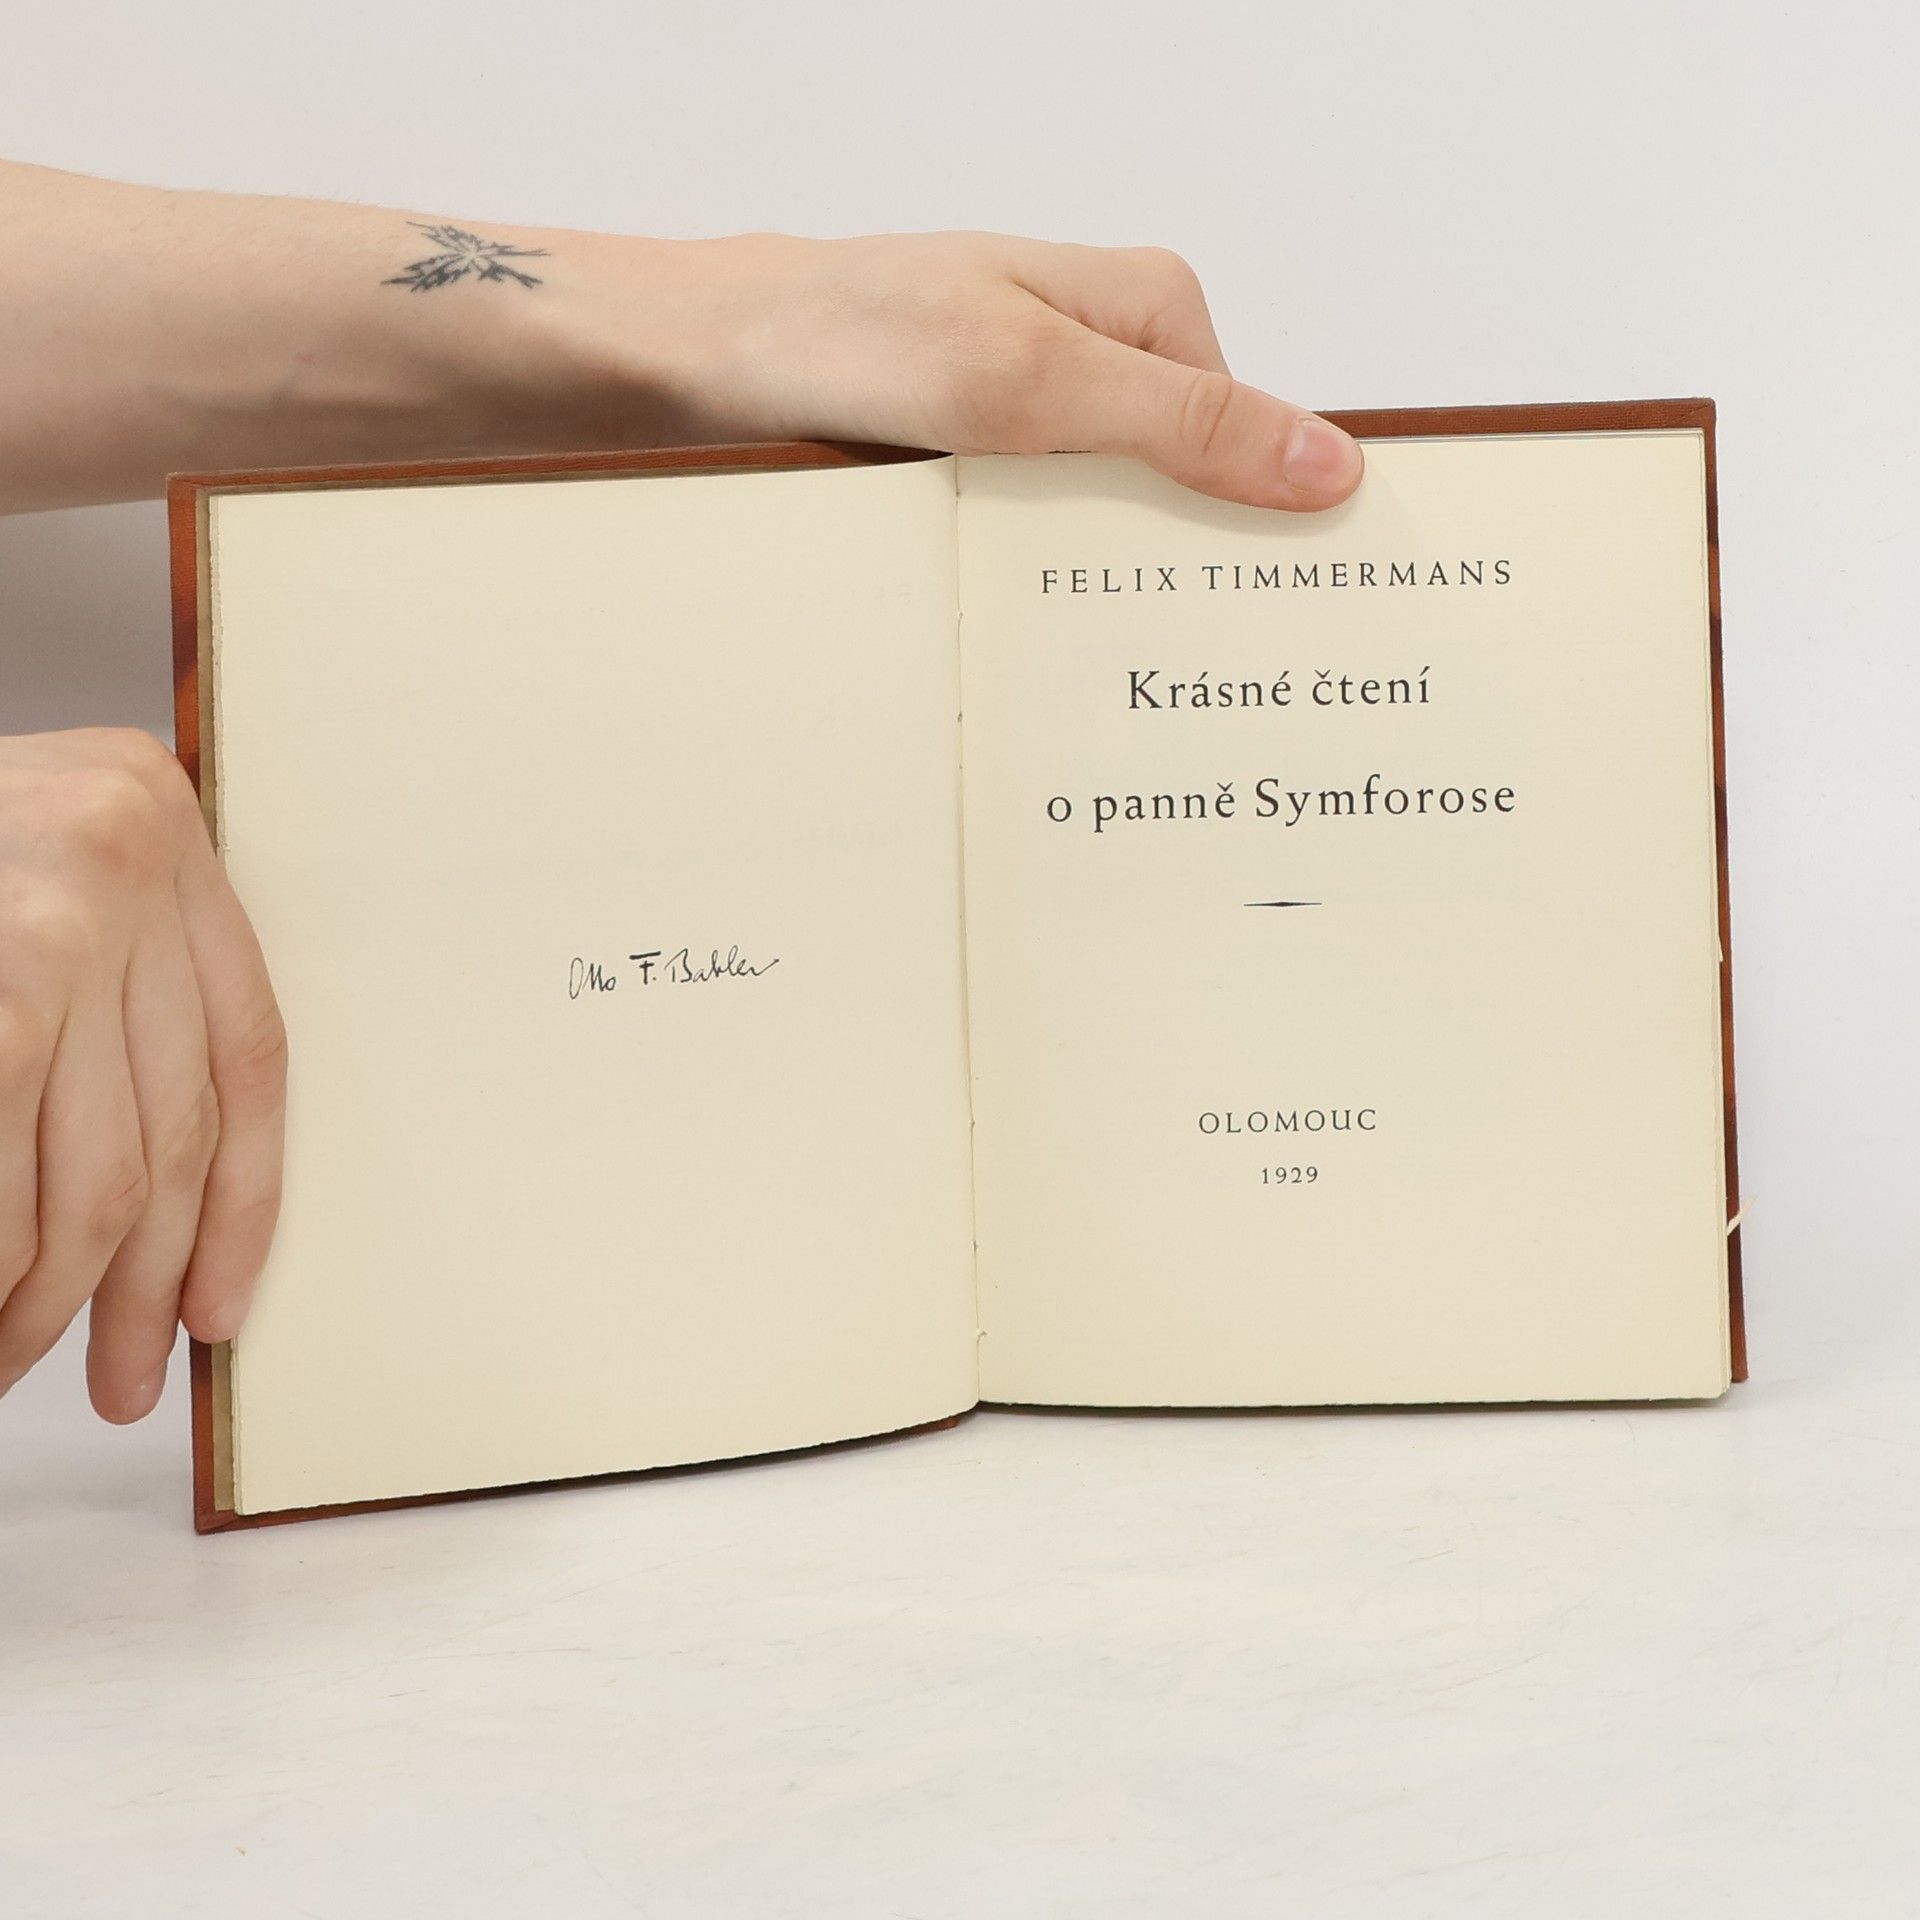 Otto F. Babler
FELIX TIMMERMANS
Krásné čtení
o panně Symforose
OLOMOUC
1929